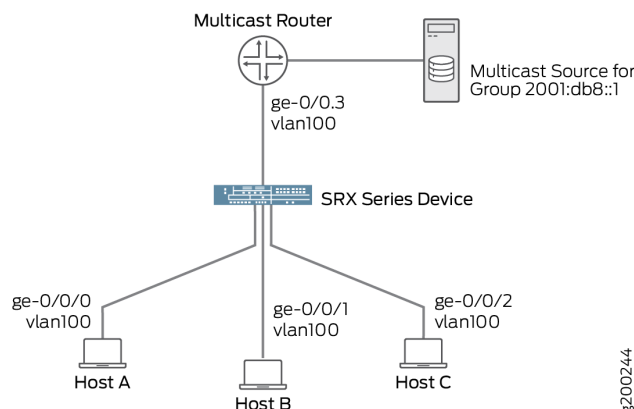 Multicast Router
Multicast Source for
Group 2001:db8::1
ge-0/0.3
vlan100
SRX Series Device
ge-0/0/0
vlan100
ge-0/0/1
vlan100
ge-0/0/2
vlan100
Host A
Host B
Host C
g200244